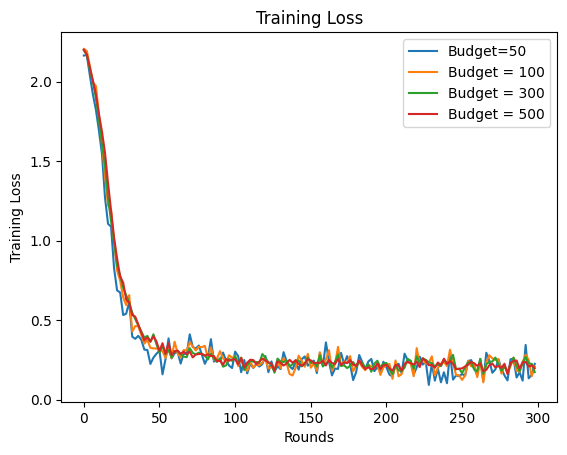 Training Loss
Budget=50
Budget = 100
Budget = 300
Budget = 500
Training Loss
2.0
1.5
1.0
0.5
0.0
0 50 100 150 200 250 300
Rounds